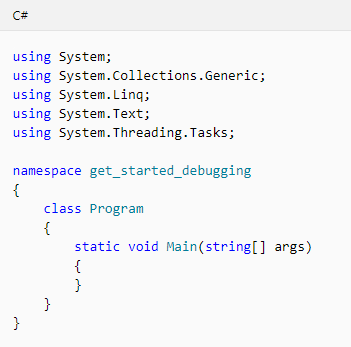 C#
using System;
using System.Collections.Generic;
using System.Linq;
using System.Text;
using System.Threading.Tasks;
namespace get_started_debugging
{
    class Program
    {
        static void Main(string[] args)
        {
        }
    }
}